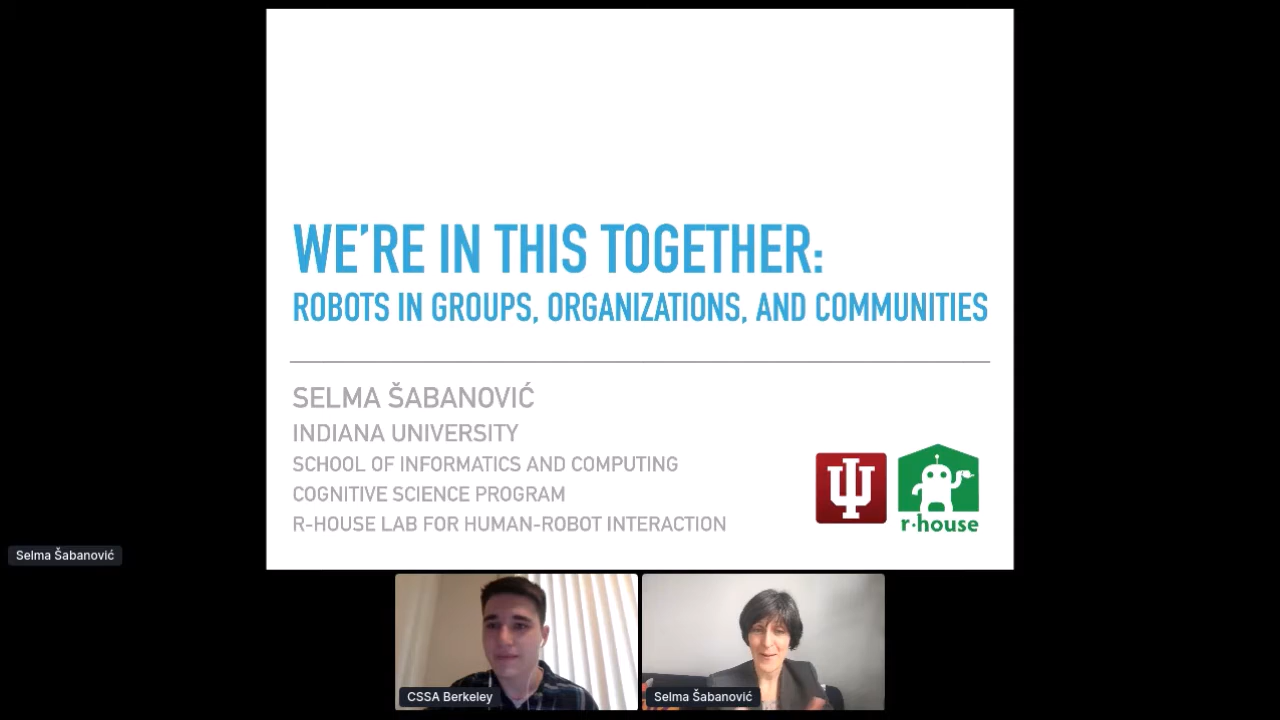 WE'RE IN THIS TOGETHER:
ROBOTS IN GROUPS, ORGANIZATIONS, AND COMMUNITIES
SELMA ŠABANOVIĆ
INDIANA UNIVERSITY
SCHOOL OF INFORMATICS AND COMPUTING
COGNITIVE SCIENCE PROGRAM
R-HOUSE LAB FOR HUMAN-ROBOT INTERACTION
r·house
Selma Šabanović
CSSA Berkeley
Selma Šabanović